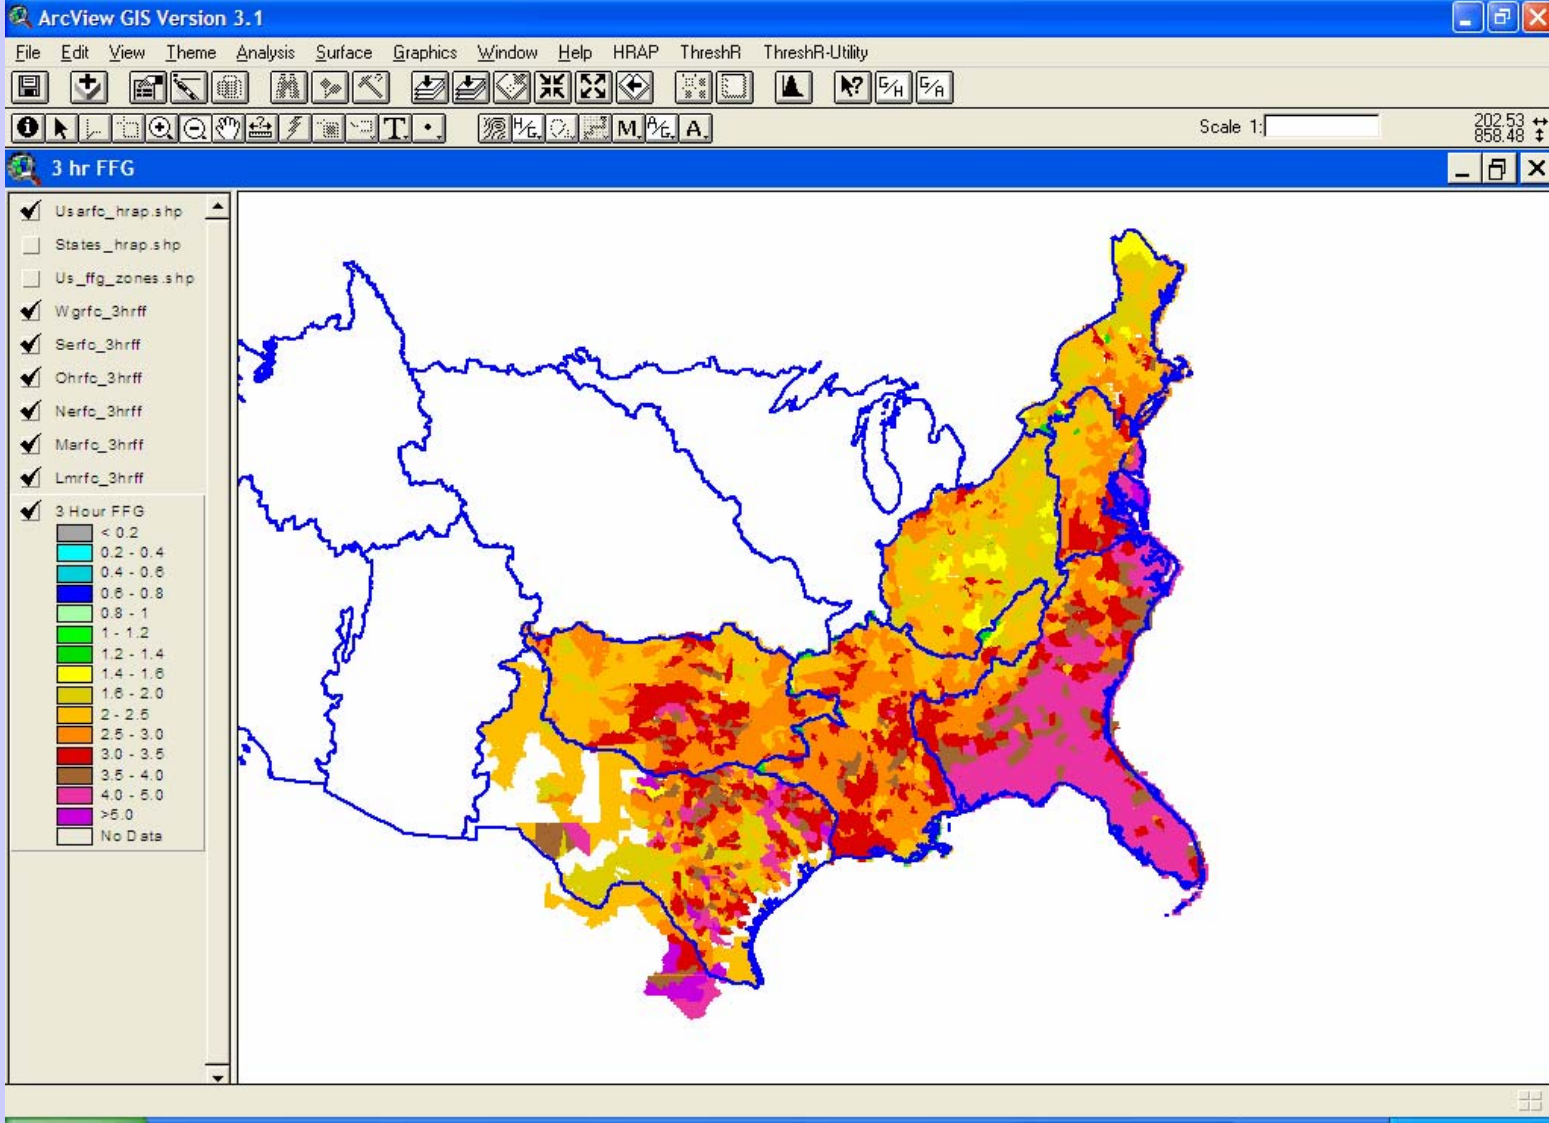 ArcView GIS Version 3.1
File Edit View Theme Analysis Surface Graphics Window Help HRAP ThreshR ThreshR-Utility
G/H G/A
T H/G M A/G A
Scale 1: 202.53
858.48
3 hr FFG
Usarfc_hrap.shp
States_hrap.shp
Us_ffg_zones.shp
Wgrfc_3hrff
Serfc_3hrff
Ohrfc_3hrff
Nerfc_3hrff
Marfc_3hrff
Lmrfc_3hrff
3 Hour FFG
< 0.2
0.2 - 0.4
0.4 - 0.6
0.6 - 0.8
0.8 - 1
1 - 1.2
1.2 - 1.4
1.4 - 1.6
1.6 - 2.0
2 - 2.5
2.5 - 3.0
3.0 - 3.5
3.5 - 4.0
4.0 - 5.0
>5.0
No Data